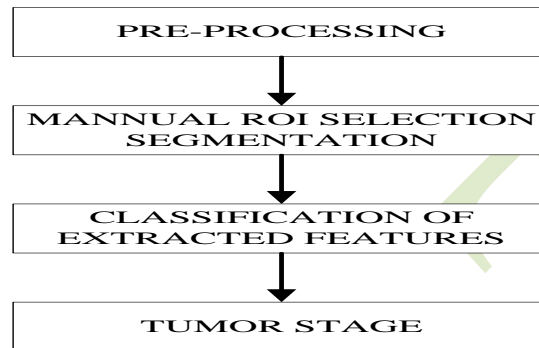 PRE-PROCESSING
MANNUAL ROI SELECTION
SEGMENTATION
CLASSIFICATION OF
EXTRACTED FEATURES
TUMOR STAGE